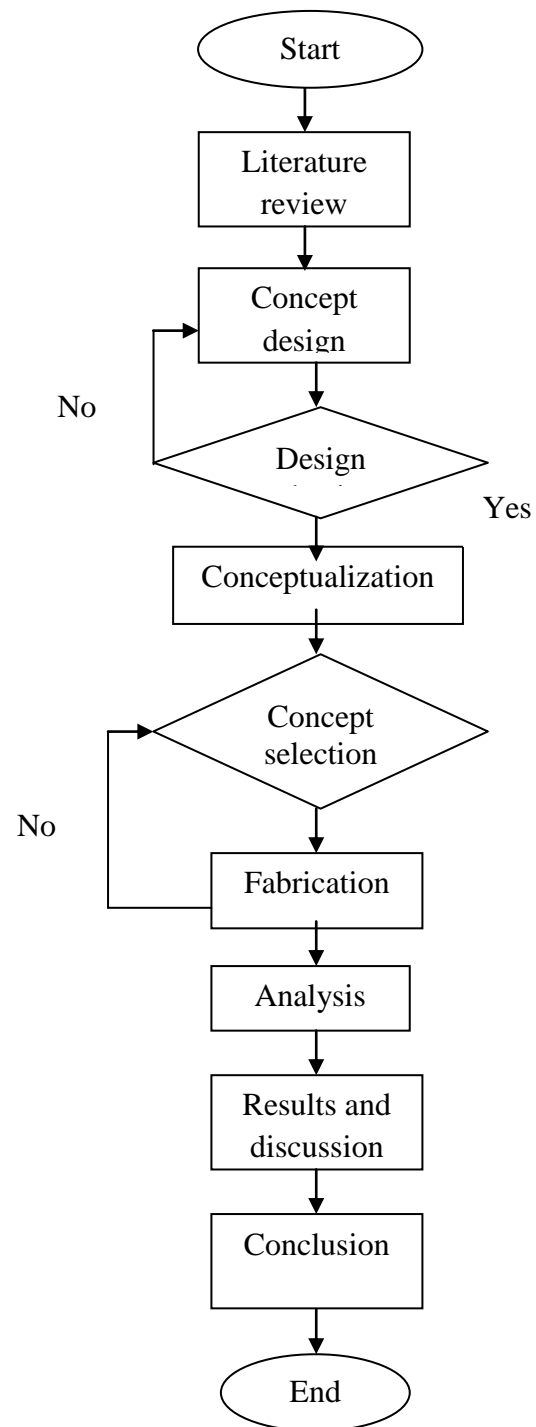 Start
Literature
review
Concept
design
No
Design
Yes
Conceptualization
Concept
selection
No
Fabrication
Analysis
Results and
discussion
Conclusion
End